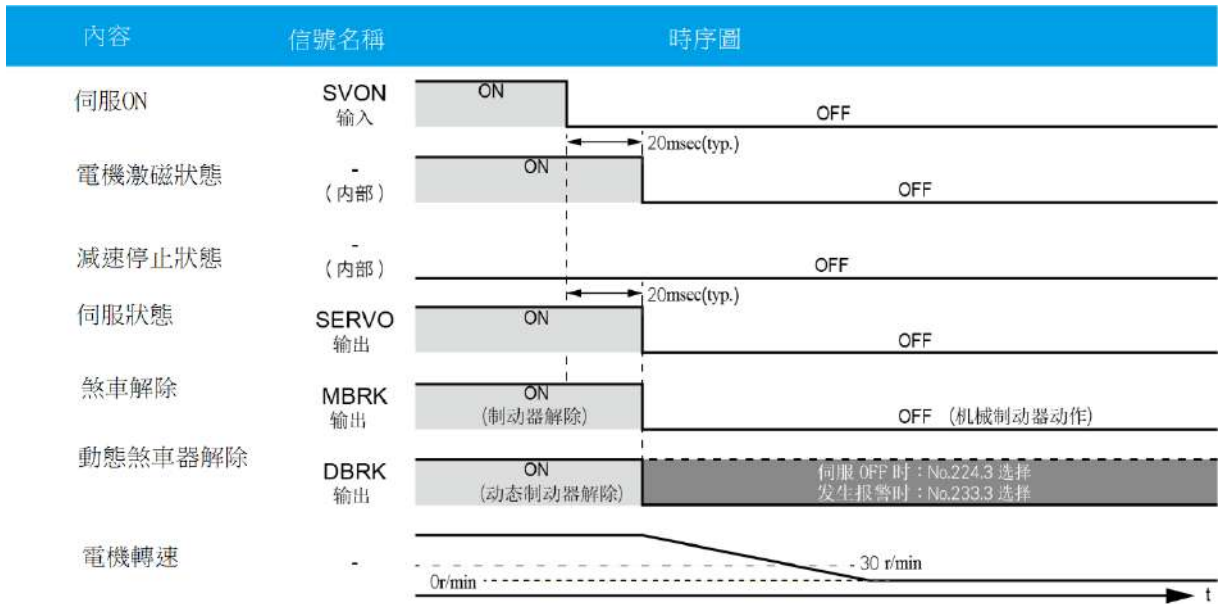 內容 信號名稱 時序圖
伺服ON SVON ON
输入 OFF
20msec(typ.)
電機激磁狀態 - ON
（内部） OFF
減速停止狀態 -
（内部） OFF
20msec(typ.)
伺服狀態 SERVO ON
输出 OFF
煞車解除 MBRK ON
输出 (制动器解除) OFF （机械制动器动作）
動態煞車器解除 DBRK ON 伺服 OFF 时：No.224.3 选择
输出 (动态制动器解除) 发生报警时：No.233.3 选择
電機轉速 - 30 r/min
0r/min
t